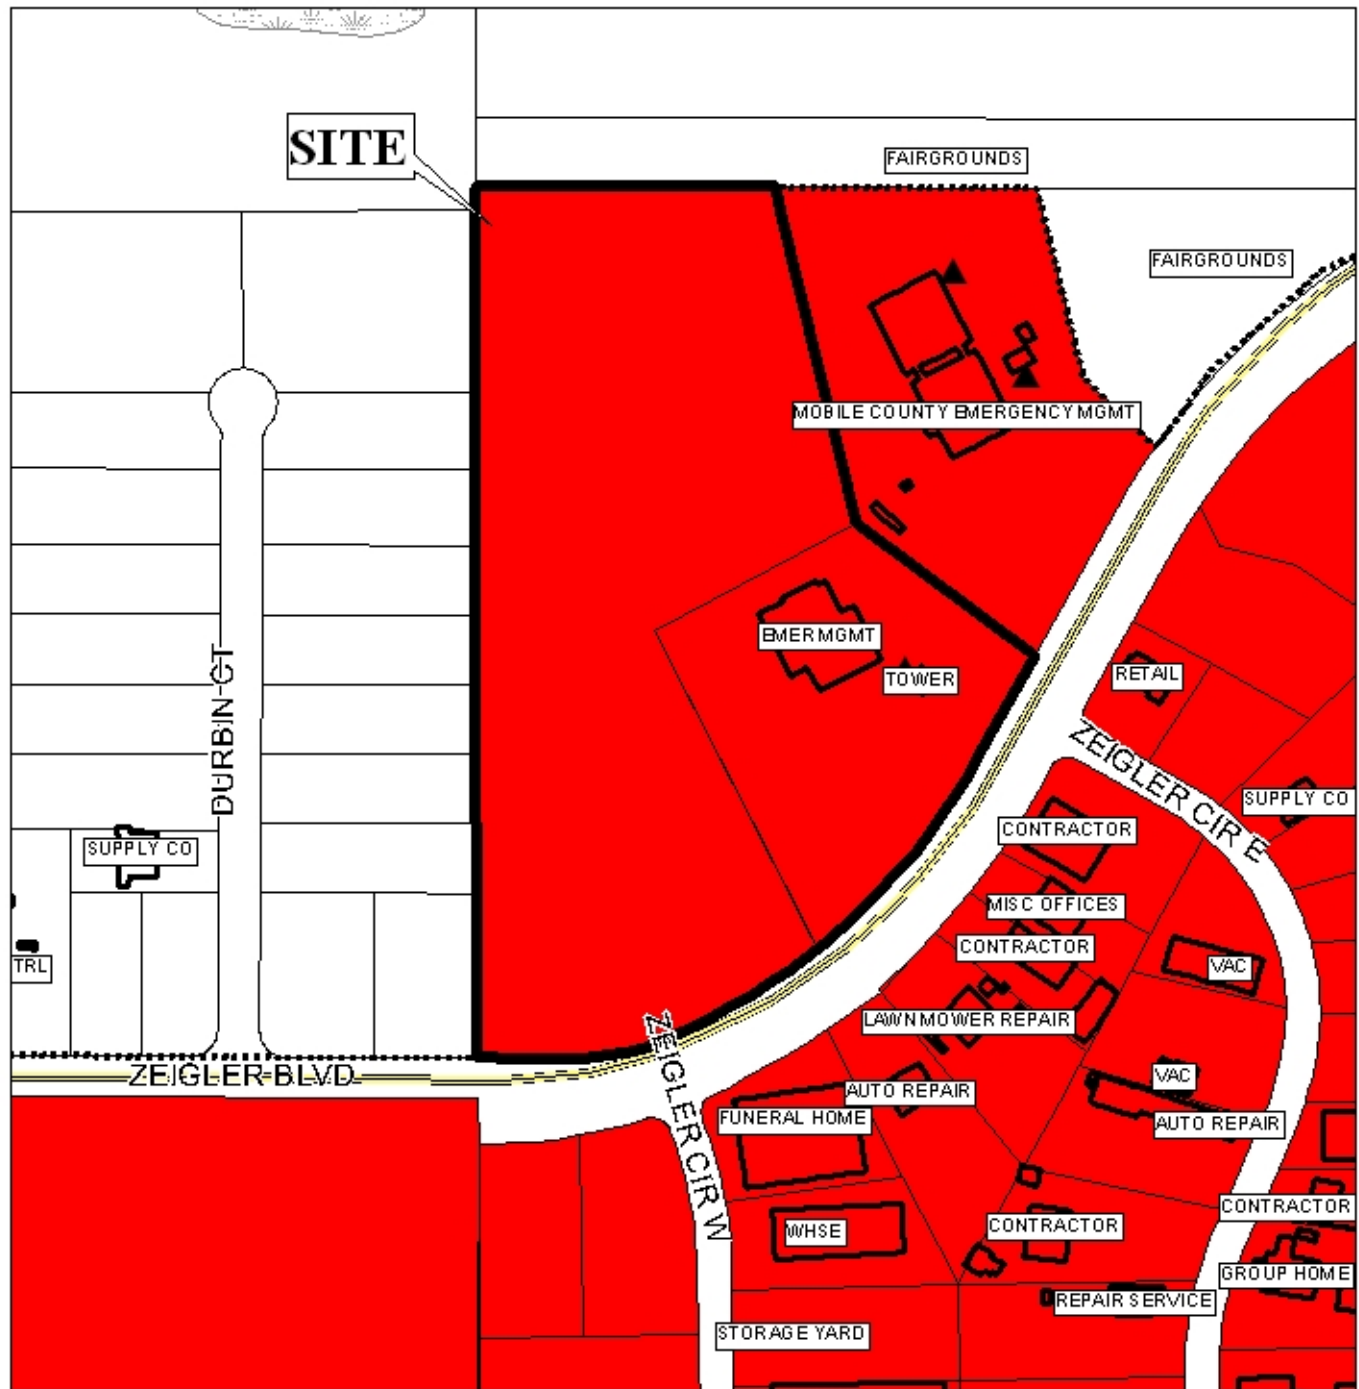 SITE
FAIRGROUNDS
FAIRGROUNDS
MOBILE COUNTY EMERGENCY MGMT
EMER MGMT
TOWER
RETAIL
DURBIN CT
ZEIGLER CIR E
SUPPLY CO
CONTRACTOR
SUPPLY CO
MISC OFFICES
CONTRACTOR
VAC
TRL
LAWNMOWER REPAIR
ZEIGLER BLVD
VAC
AUTO REPAIR
FUNERAL HOME
AUTO REPAIR
ZEIGLER CIR W
CONTRACTOR
WHSE
CONTRACTOR
GROUP HOME
REPAIR SERVICE
STORAGE YARD